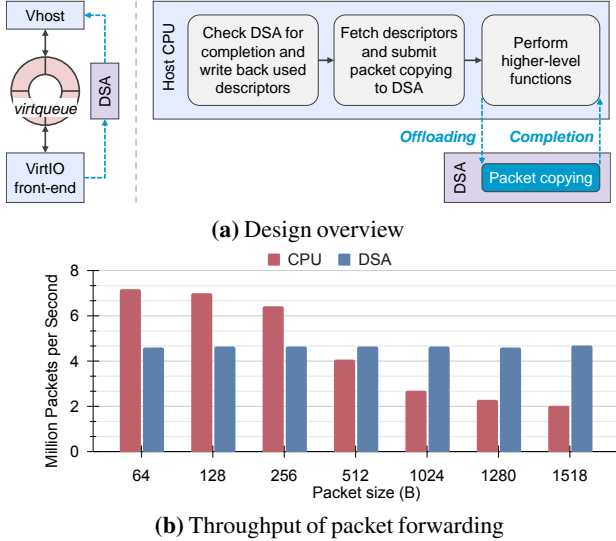 Vhost
virtqueue
DSA
VirtIO
front-end
Host CPU
Check DSA for
completion and
write back used
descriptors
Fetch descriptors
and submit
packet copying
to DSA
Perform
higher-level
functions
Offloading
Completion
DSA
Packet copying
(a) Design overview
CPU
DSA
Million Packets per Second
8
6
4
2
0
64
128
256
512
1024
1280
1518
Packet size (B)
(b) Throughput of packet forwarding